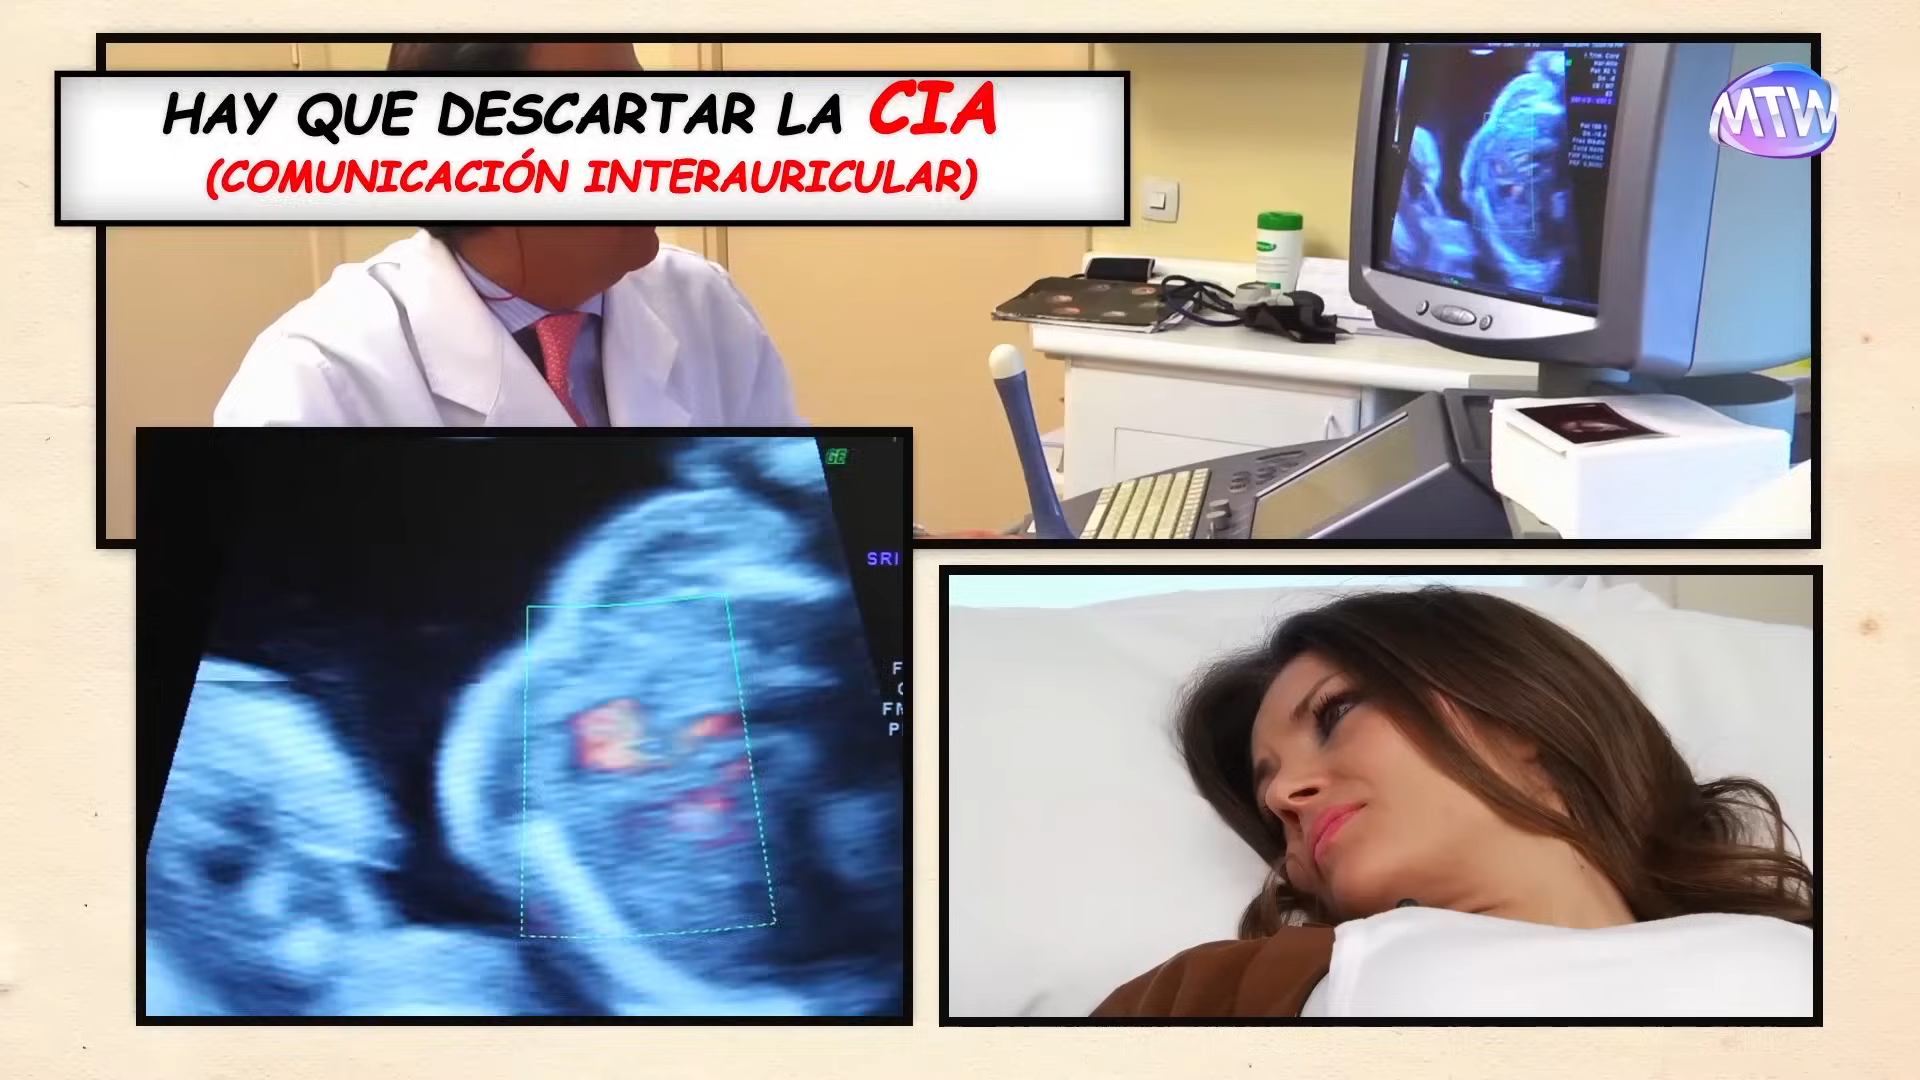 HAY QUE DESCARTAR LA CIA
(COMUNICACIÓN INTERAURICULAR)
MTW
GE
SRI